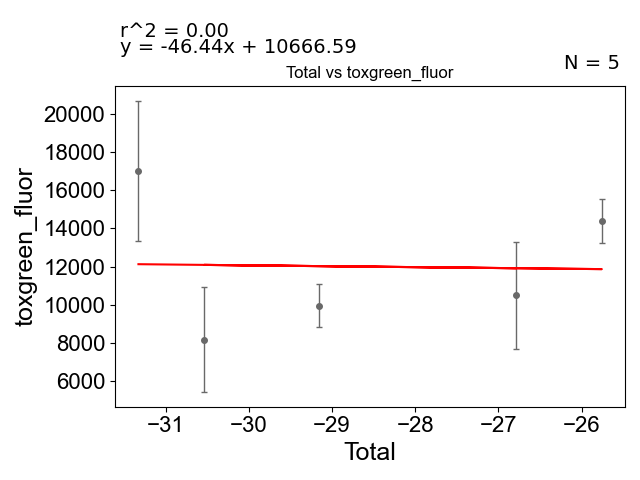 r^2 = 0.00
y = -46.44x + 10666.59
N = 5
Total vs toxgreen_fluor
20000
18000
16000
14000
12000
10000
8000
6000
toxgreen_fluor
−31
−30
−29
−28
−27
−26
Total